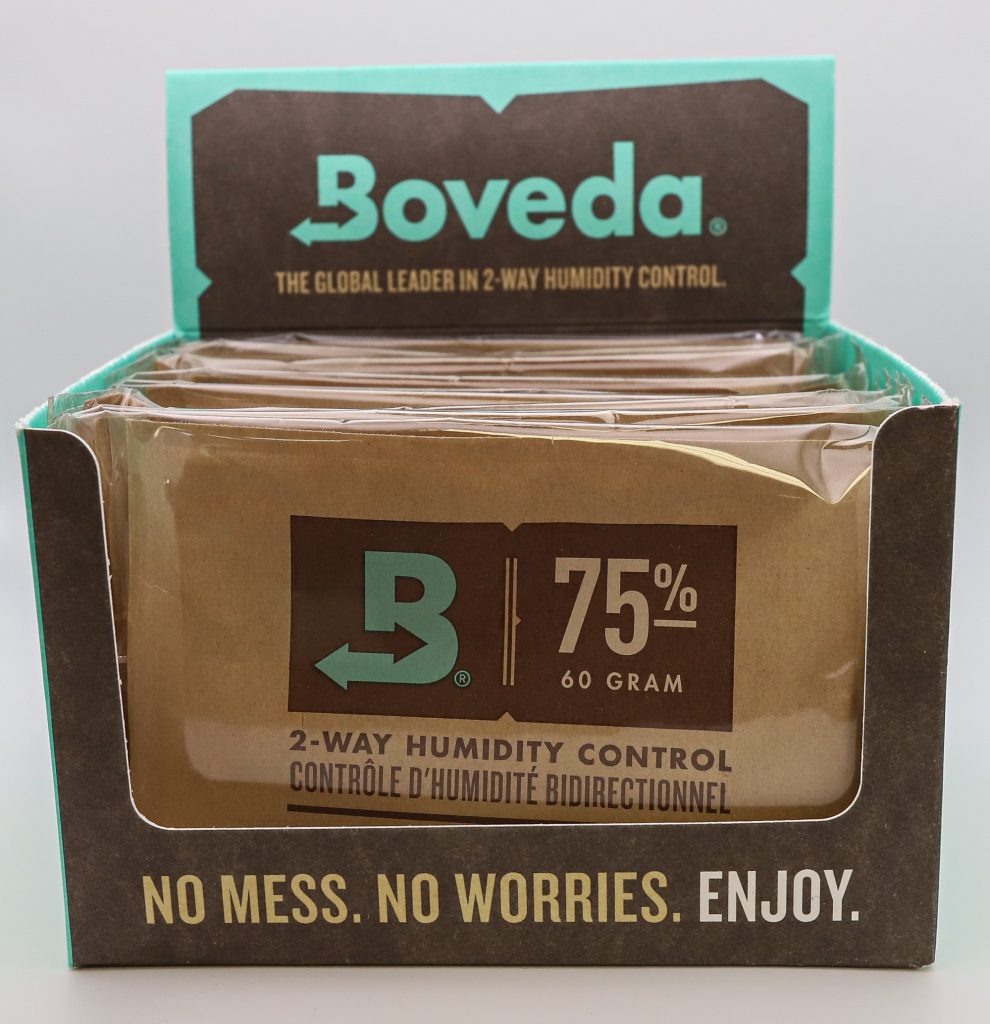 Boveda®
THE GLOBAL LEADER IN 2-WAY HUMIDITY CONTROL.
B® 75%
60 GRAM
2-WAY HUMIDITY CONTROL
CONTRÔLE D'HUMIDITÉ BIDIRECTIONNEL
NO MESS. NO WORRIES. ENJOY.